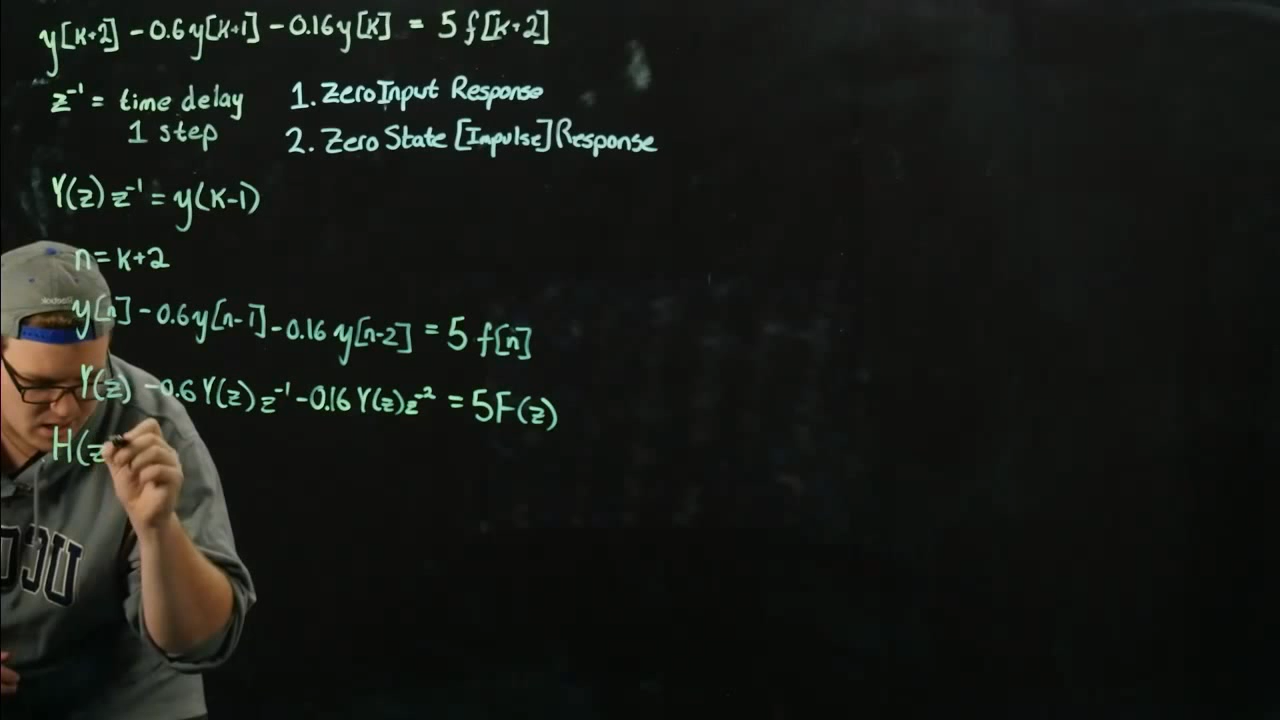 y[k+2] - 0.6y[k+1] - 0.16y[k] = 5f[k+2]
z⁻¹ = time delay
1 step
1. Zero Input Response
2. Zero State [Impulse] Response
Y(z) z⁻¹ = y(k-1)
n = k+2
y[n] - 0.6y[n-1] - 0.16y[n-2] = 5 f[n]
Y(z) - 0.6Y(z)z⁻¹ - 0.16Y(z)z⁻² = 5F(z)
H(z